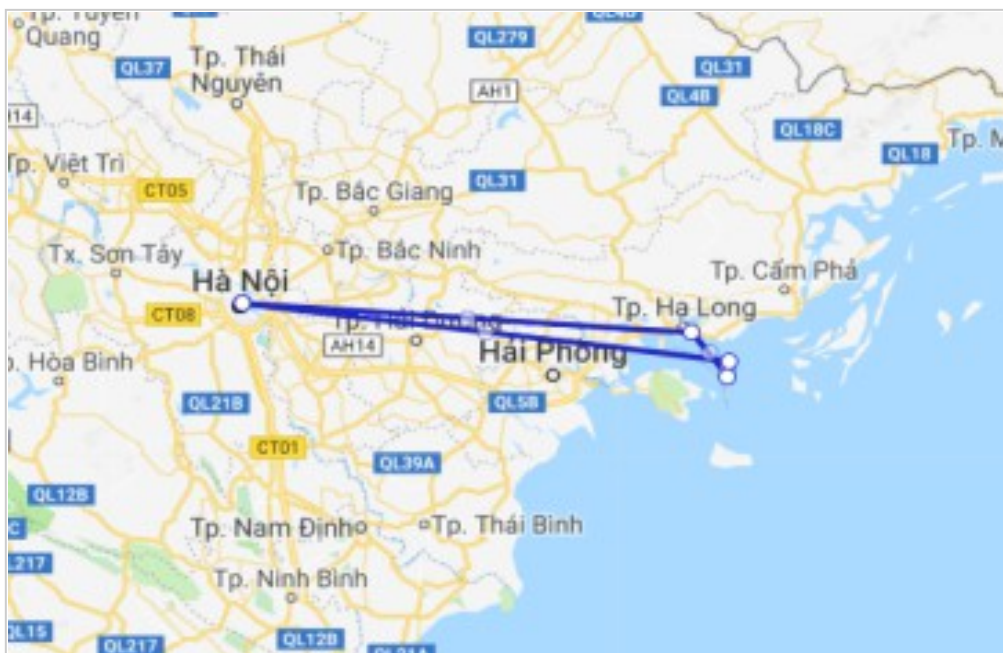 Tp. Tuyên
Quang
QL4B
QL279
QL37
Tp. Thái
Nguyên
AH1
QL31
QL4B
QL18C
QL18
Tp. M
Tp. Việt Trì
CT05
Tp. Bắc Giang
QL31
Tp. Bắc Ninh
Tx. Sơn Tây
Hà Nội
Tp. Cẩm Phả
CT08
Tp. Hạ Long
AH14
Hải Phòng
Hòa Bình
QL21B
QL5B
CT01
QL39A
QL12B
Tp. Nam Định
Tp. Thái Bình
QL217
Tp. Ninh Bình
QL15
QL217
QL12B
QL21A